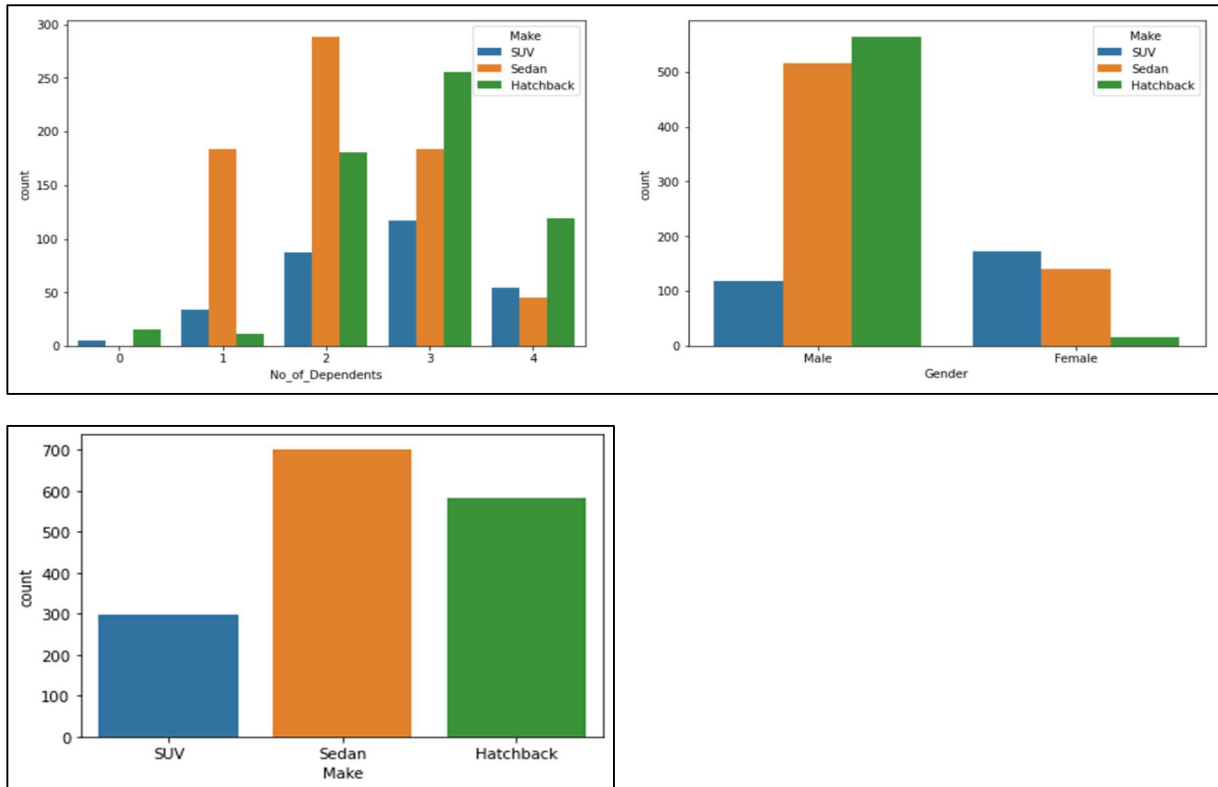 300
250
200
150
100
50
0
count
0 1 2 3 4
No_of_Dependents
Make
SUV
Sedan
Hatchback
500
400
300
200
100
0
count
Male Female
Gender
Make
SUV
Sedan
Hatchback
700
600
500
400
300
200
100
0
count
SUV Sedan Hatchback
Make